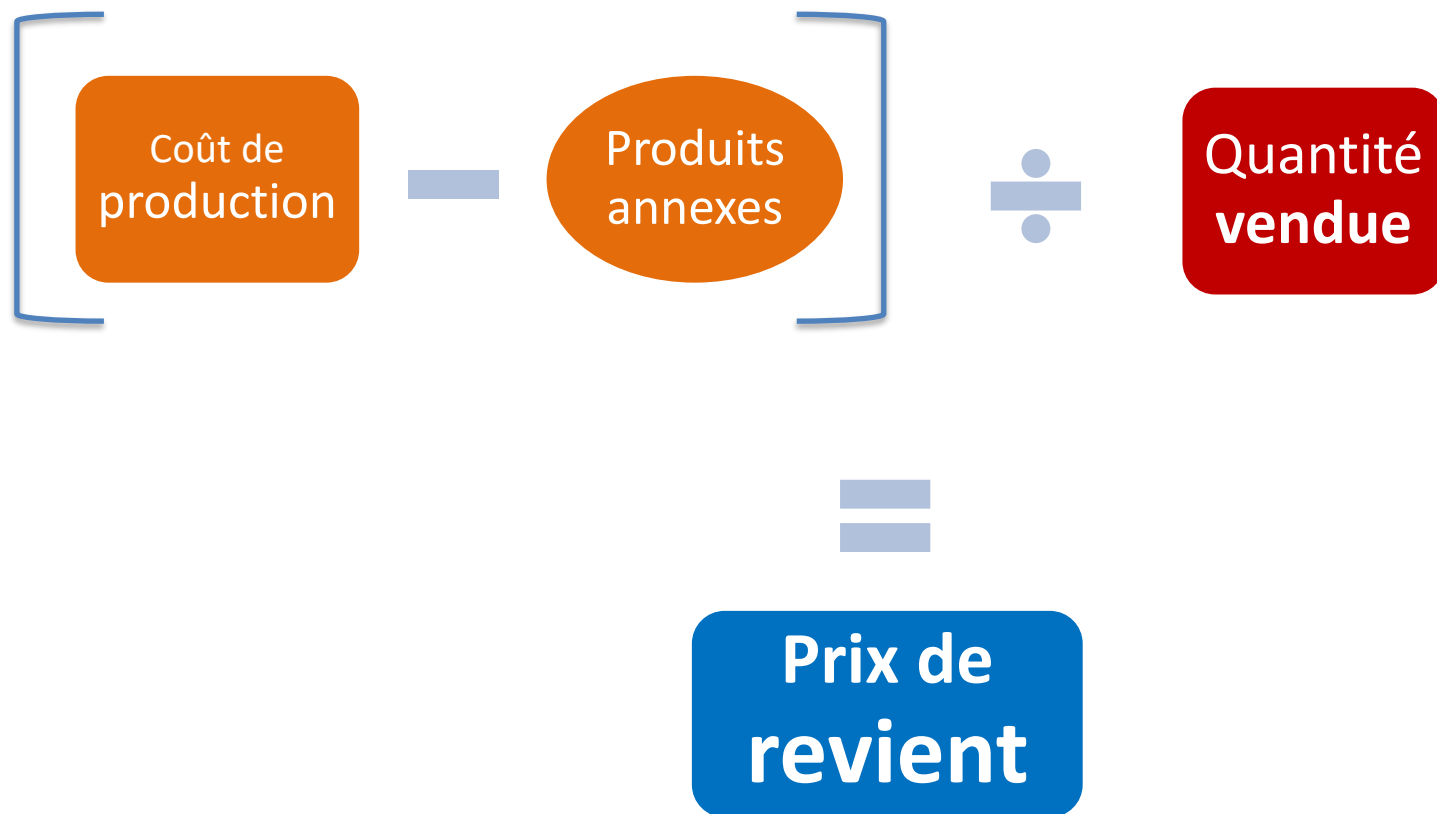 Coût de
production
Produits
annexes
Quantité
vendue
Prix de
revient